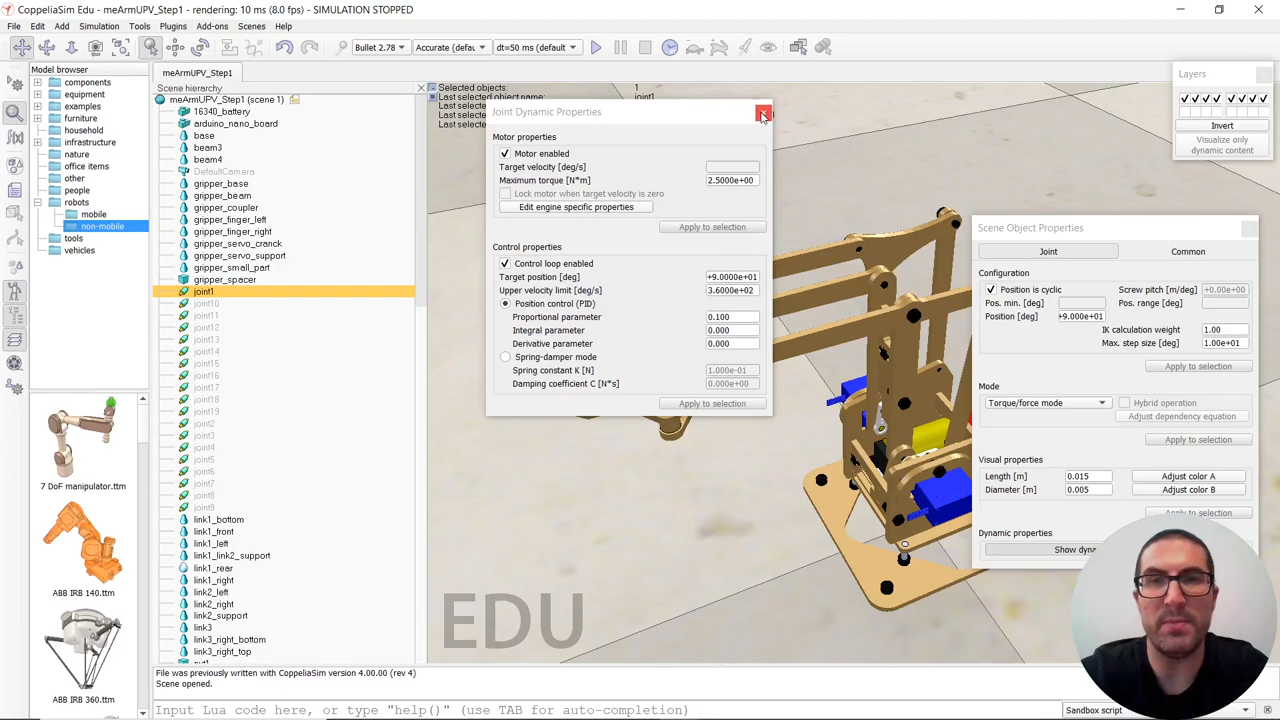 CoppeliaSim Edu - meArmUPV_Step1 - rendering: 10 ms (8.0 fps) - SIMULATION STOPPED
File Edit Add Simulation Tools Plugins Add-ons Scenes Help
Bullet 2.78 Accurate (defau dt=50 ms (default)
Model browser
components
equipment
examples
furniture
household
infrastructure
nature
office items
other
people
robots
mobile
non-mobile
tools
vehicles
7 DoF manipulator.ttm
ABB IRB 140.ttm
ABB IRB 360.ttm
meArmUPV_Step1
Scene hierarchy
meArmUPV_Step1 (scene 1)
16340_battery
arduino_nano_board
base
beam3
beam4
DefaultCamera
gripper_base
gripper_beam
gripper_coupler
gripper_finger_left
gripper_finger_right
gripper_servo_cranck
gripper_servo_support
gripper_small_part
gripper_spacer
joint1
joint10
joint11
joint12
joint13
joint14
joint15
joint16
joint17
joint18
joint19
joint2
joint3
joint4
joint5
joint6
joint7
joint8
joint9
link1_bottom
link1_front
link1_left
link1_link2_support
link1_rear
link1_right
link2_left
link2_right
link2_support
link3
link3_right_bottom
link3_right_top
Selected objects: 1
Last selected object name: joint1
Last selecte
Last selecte
Joint Dynamic Properties
Motor properties
Motor enabled
Target velocity [deg/s]
Maximum torque [N*m] 2.5000e+00
Lock motor when target velocity is zero
Edit engine specific properties
Apply to selection
Control properties
Control loop enabled
Target position [deg] +9.0000e+01
Upper velocity limit [deg/s] 3.6000e+02
Position control (PID)
Proportional parameter 0.100
Integral parameter 0.000
Derivative parameter 0.000
Spring-damper mode
Spring constant K [N] 1.000e-01
Damping coefficient C [N*s] 0.000e+00
Apply to selection
EDU
Layers
Invert
Visualize only
dynamic content
Scene Object Properties
Joint Common
Configuration
Position is cyclic Screw pitch [m/deg] +0.00e+00
Pos. min. [deg] Pos. range [deg]
Position [deg] +9.000e+01
IK calculation weight 1.00
Max. step size [deg] 1.00e+01
Apply to selection
Mode
Torque/force mode Hybrid operation
Adjust dependency equation
Apply to selection
Visual properties
Length [m] 0.015 Adjust color A
Diameter [m] 0.005 Adjust color B
Apply to selection
Dynamic properties
Show dyna
File was previously written with CoppeliaSim version 4.00.00 (rev 4)
Scene opened.
Input Lua code here, or type "help()" (use TAB for auto-completion)
Sandbox script